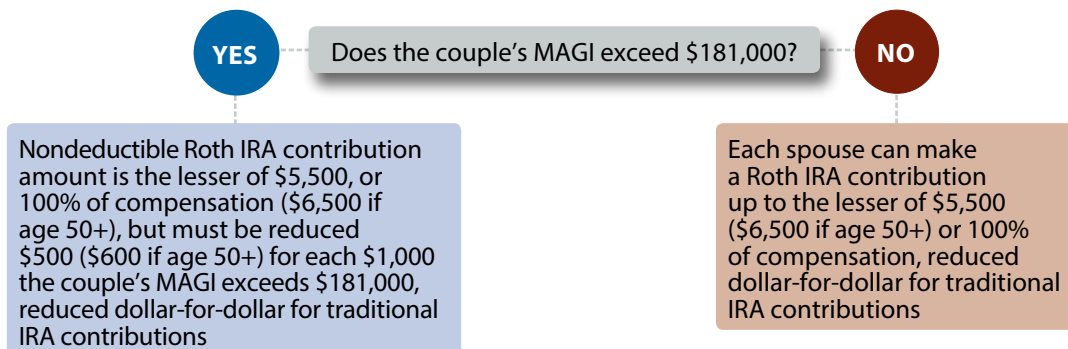 YES
Does the couple's MAGI exceed $181,000?
NO
Nondeductible Roth IRA contribution
amount is the lesser of $5,500, or
100% of compensation ($6,500 if
age 50+), but must be reduced
$500 ($600 if age 50+) for each $1,000
the couple's MAGI exceeds $181,000,
reduced dollar-for-dollar for traditional
IRA contributions
Each spouse can make
a Roth IRA contribution
up to the lesser of $5,500
($6,500 if age 50+) or 100%
of compensation, reduced
dollar-for-dollar for traditional
IRA contributions